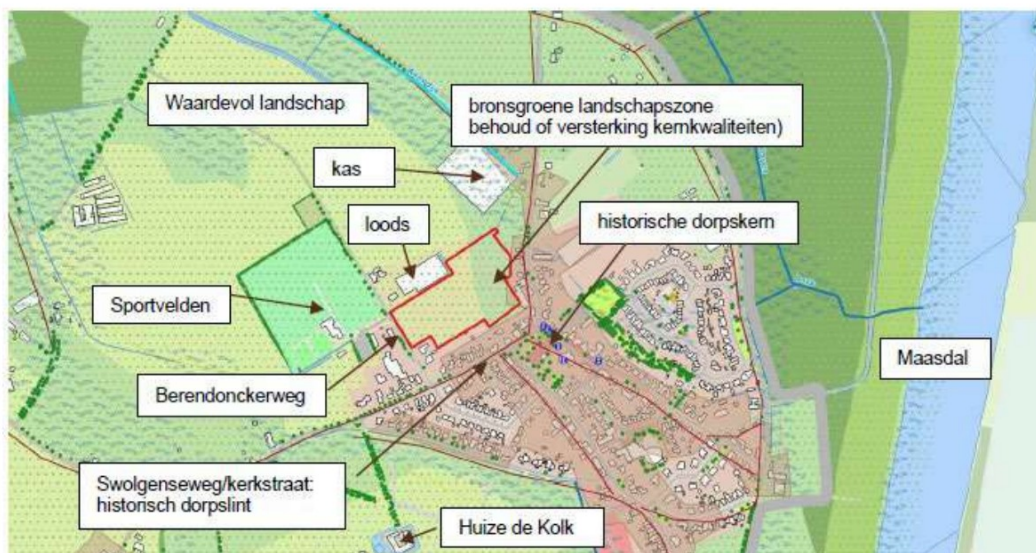 Waardevol landschap
bronsgroene landschapszone
behoud of versterking kernkwaliteiten)
kas
loods
historische dorpskern
Sportvelden
Maasdal
Berendonckerweg
Swolgenseweg/kerkstraat:
historisch dorpslint
Huize de Kolk